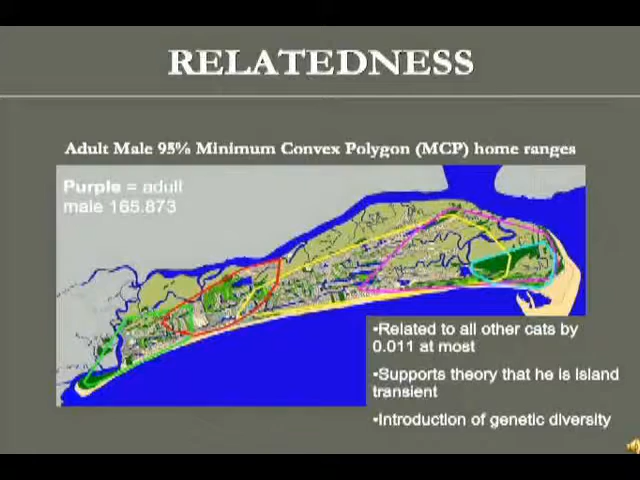 RELATEDNESS
Adult Male 95% Minimum Convex Polygon (MCP) home ranges
Purple = adult
male 165.873
•Related to all other cats by
0.011 at most
•Supports theory that he is island
transient
•Introduction of genetic diversity